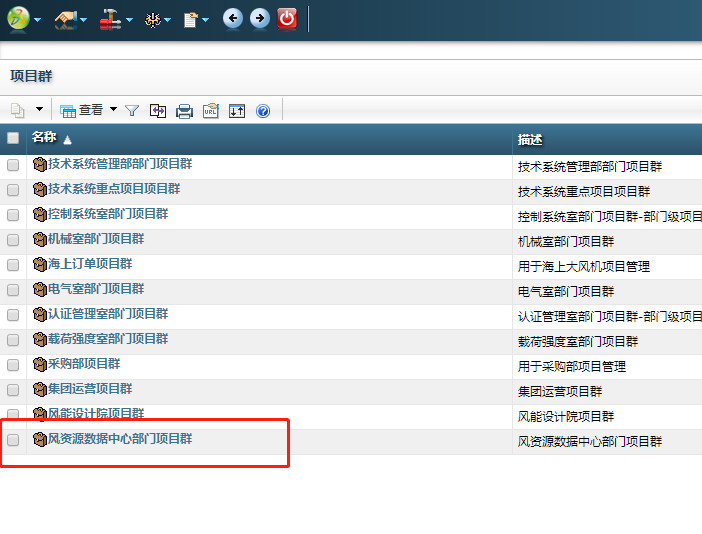 项目群
查看
URL
名称 描述
技术系统管理部部门项目群 技术系统管理部部门项目群
技术系统重点项目项目群 技术系统重点项目项目群
控制系统室部门项目群 控制系统室部门项目群-部门级项目
机械室部门项目群 机械室部门项目群
海上订单项目群 用于海上大风机项目管理
电气室部门项目群 电气室部门项目群
认证管理室部门项目群 认证管理室部门项目群-部门级项目
载荷强度室部门项目群 载荷强度室部门项目群
采购部项目群 用于采购部项目管理
集团运营项目群 集团运营项目群
风能设计院项目群 风能设计院项目群
风资源数据中心部门项目群 风资源数据中心部门项目群